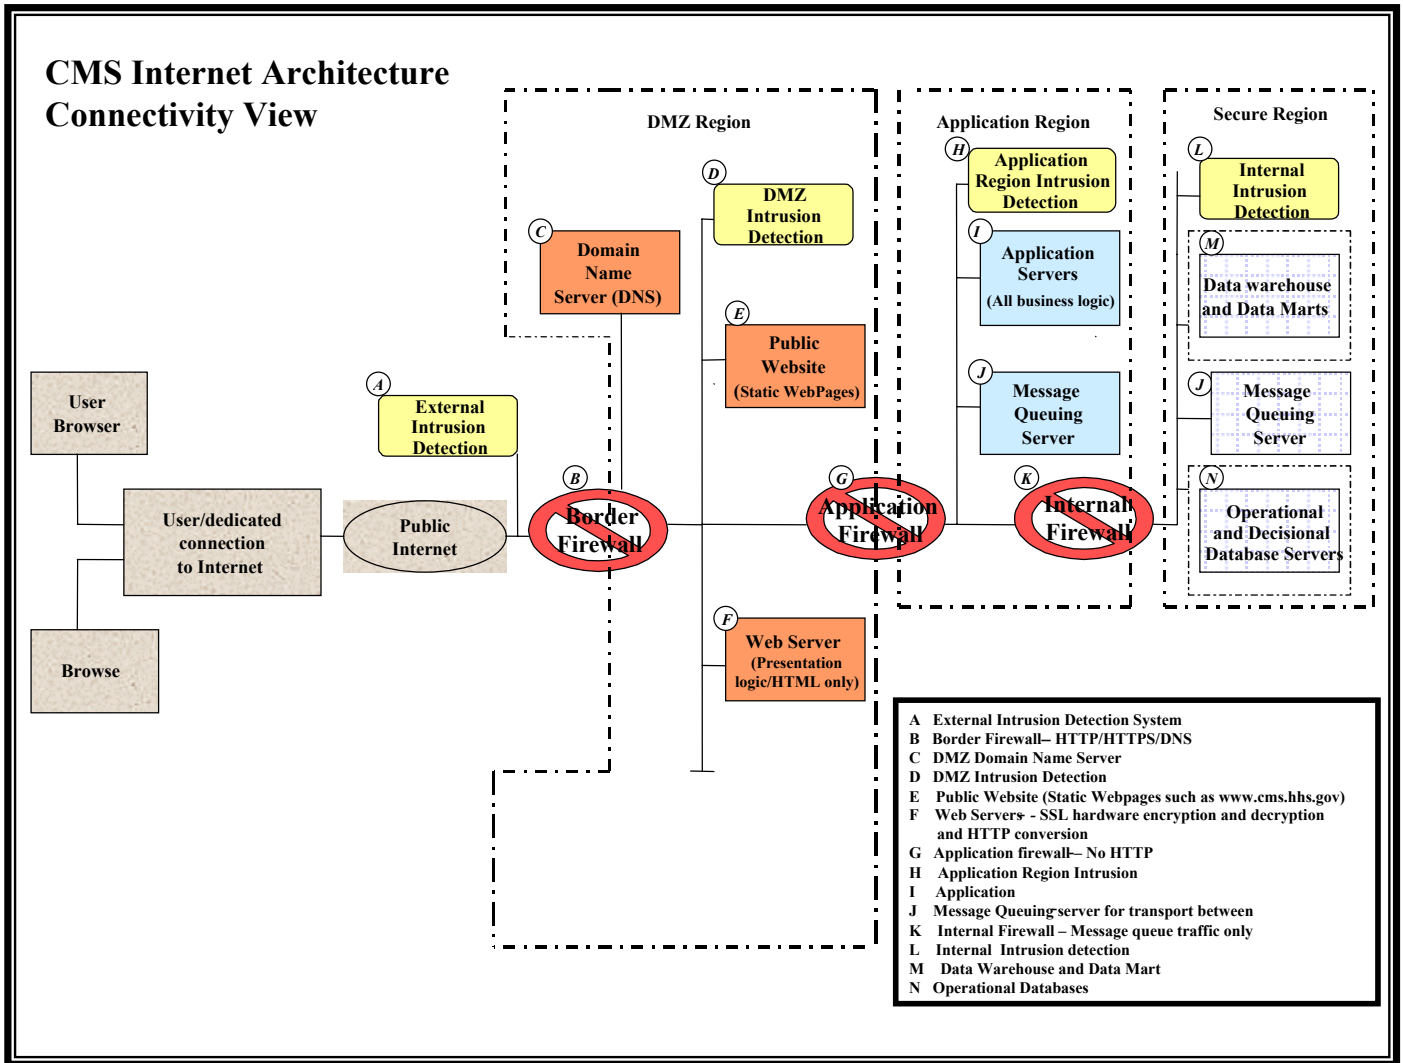 CMS Internet Architecture
Connectivity View
DMZ Region
Application Region
Secure Region
D
DMZ
Intrusion
Detection
C
Domain
Name
Server (DNS)
E
Public
Website
(Static WebPages)
H
Application
Region Intrusion
Detection
I
Application
Servers
(All business logic)
J
Message
Queuing
Server
L
Internal
Intrusion
Detection
M
Data warehouse
and Data Marts
J
Message
Queuing
Server
N
Operational
and Decisional
Database Servers
User
Browser
A
External
Intrusion
Detection
User/dedicated
connection
to Internet
Public
Internet
B
Border
Firewall
G
Application
Firewall
K
Internal
Firewall
Browse
F
Web Server
(Presentation
logic/HTML only)
A External Intrusion Detection System
B Border Firewall-- HTTP/HTTPS/DNS
C DMZ Domain Name Server
D DMZ Intrusion Detection
E Public Website (Static Webpages such as www.cms.hhs.gov)
F Web Servers- - SSL hardware encryption and decryption
and HTTP conversion
G Application firewall-– No HTTP
H Application Region Intrusion
I Application
J Message Queuing-server for transport between
K Internal Firewall – Message queue traffic only
L Internal Intrusion detection
M Data Warehouse and Data Mart
N Operational Databases